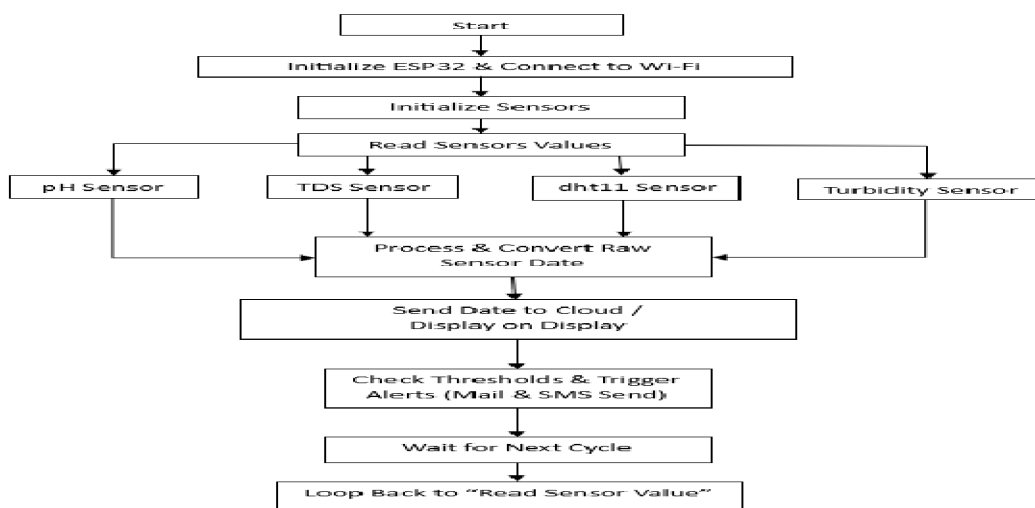 Start
Initialize ESP32 & Connect to Wi-Fi
Initialize Sensors
Read Sensors Values
pH Sensor
TDS Sensor
dht11 Sensor
Turbidity Sensor
Process & Convert Raw
Sensor Date
Send Date to Cloud /
Display on Display
Check Thresholds & Trigger
Alerts (Mail & SMS Send)
Wait for Next Cycle
Loop Back to “Read Sensor Value”